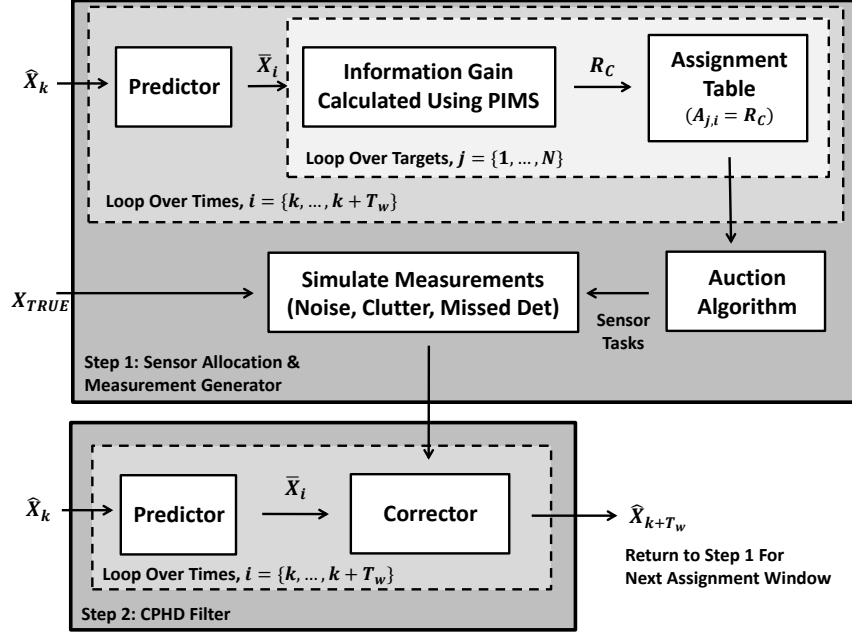 X̂_k
Predictor
X̄_i
Information Gain
Calculated Using PIMS
R_C
Assignment
Table
(A_{j,i} = R_C)
Loop Over Targets, j = {1, … , N}
Loop Over Times, i = {k, … , k + T_w}
X_{TRUE}
Simulate Measurements
(Noise, Clutter, Missed Det)
Sensor
Tasks
Auction
Algorithm
Step 1: Sensor Allocation &
Measurement Generator
X̂_k
Predictor
X̄_i
Corrector
X̂_{k+T_w}
Return to Step 1 For
Next Assignment Window
Loop Over Times, i = {k, … , k + T_w}
Step 2: CPHD Filter